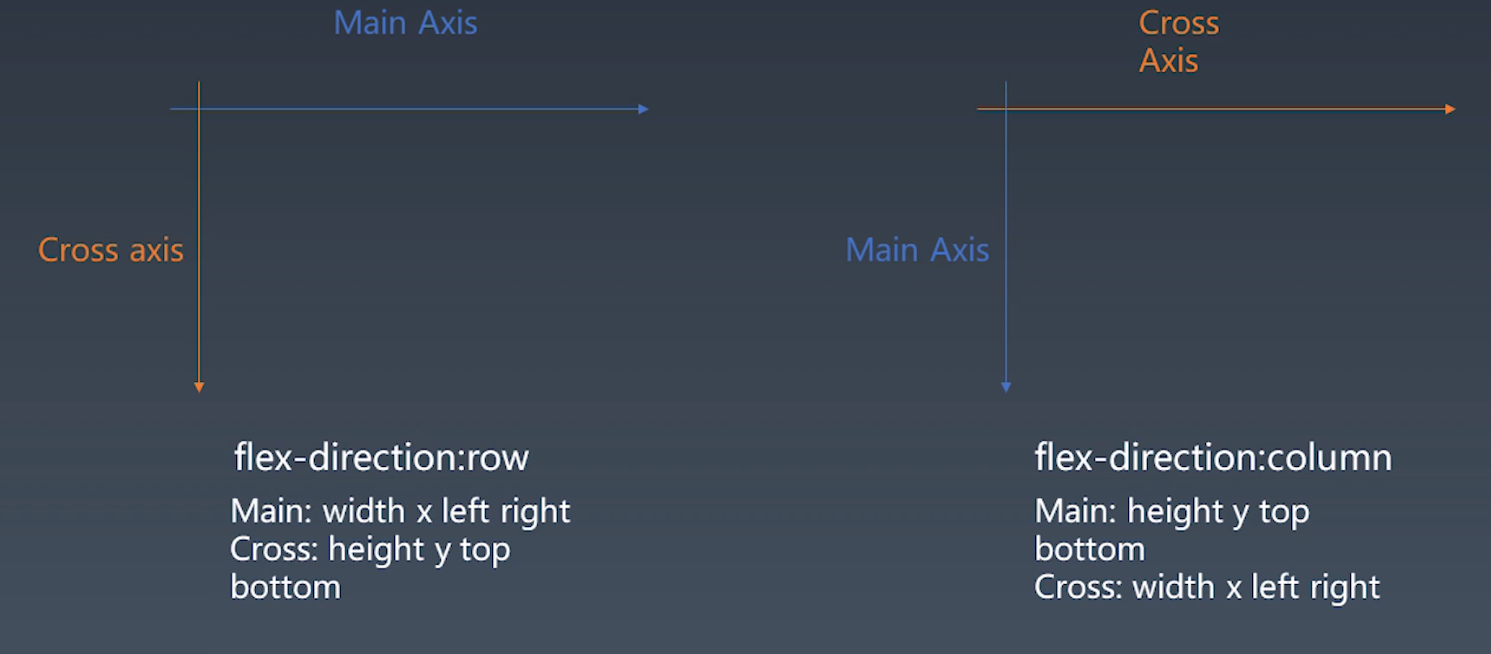 Main Axis
Cross axis
flex-direction:row
Main: width x left right
Cross: height y top
bottom
Cross
Axis
Main Axis
flex-direction:column
Main: height y top
bottom
Cross: width x left right